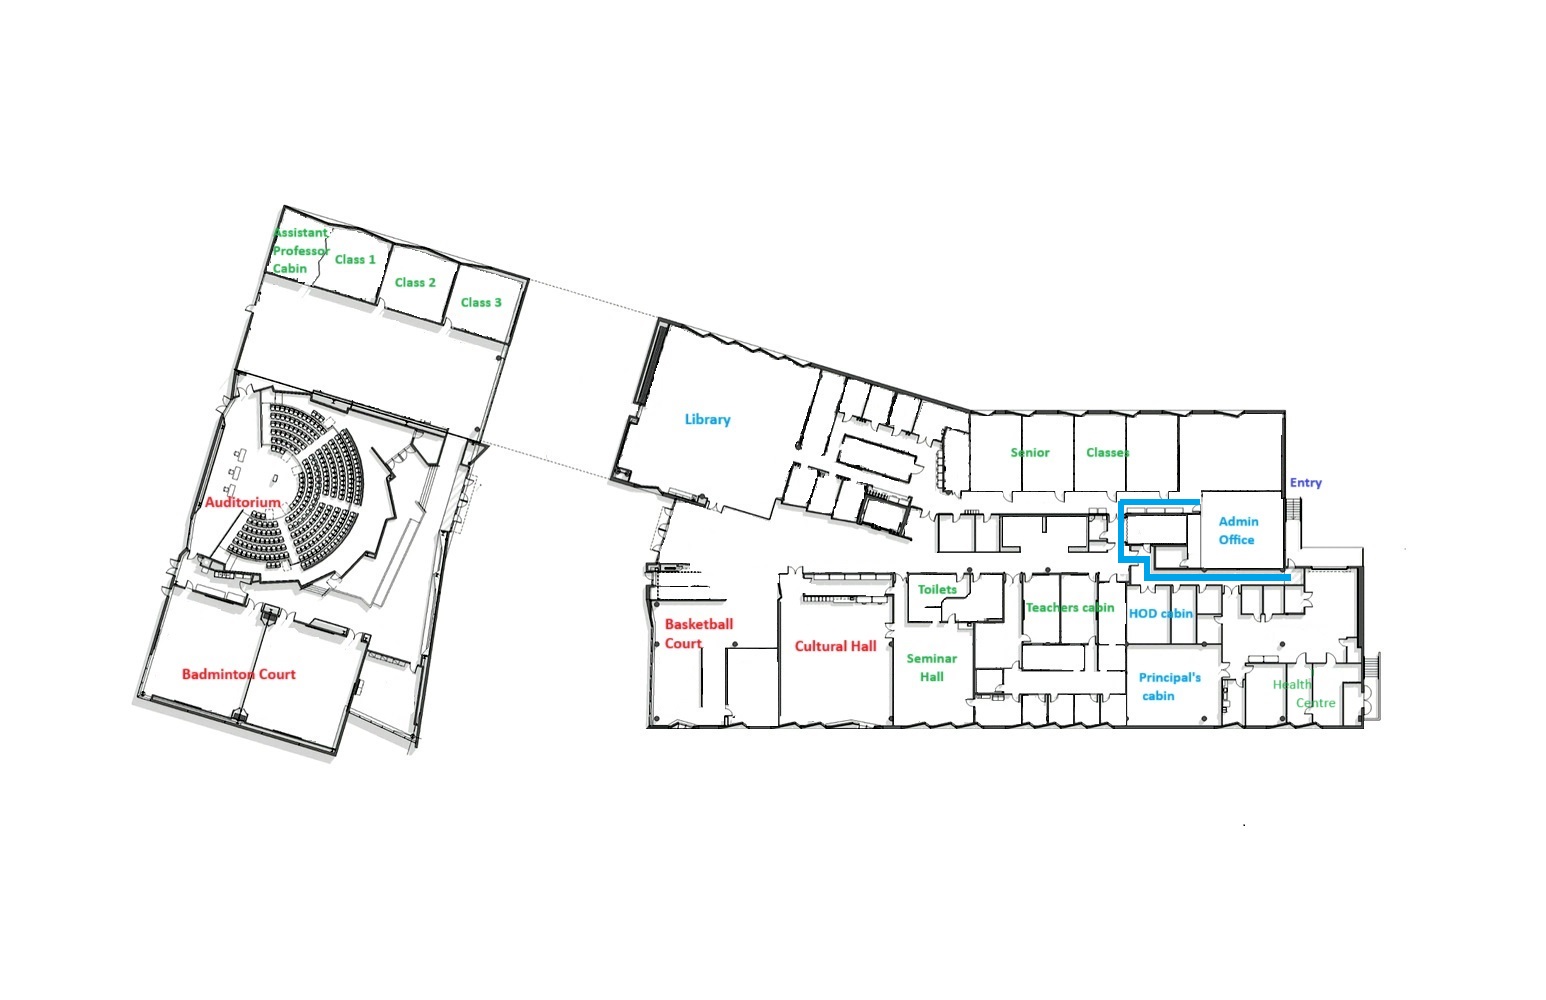 Assistant
Professor
Cabin
Class 1
Class 2
Class 3
Library
Senior
Classes
Entry
Admin
Office
Auditorium
Toilets
Teachers cabin
HOD cabin
Basketball
Court
Cultural Hall
Seminar
Hall
Badminton Court
Principal's
cabin
Health
Centre